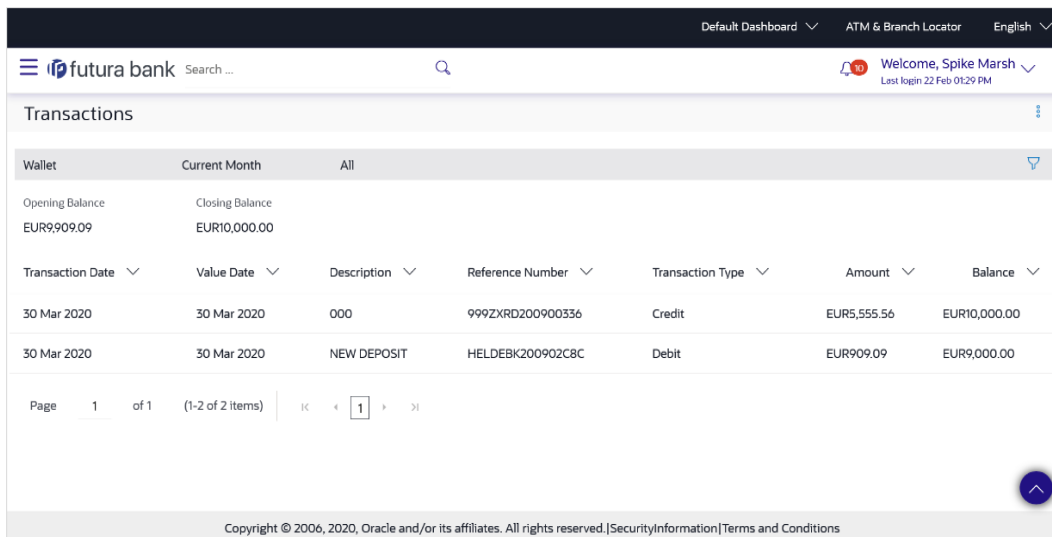 Default Dashboard ATM & Branch Locator English
futura bank Search ... 10 Welcome, Spike Marsh
Last login 22 Feb 01:29 PM
Transactions
Wallet Current Month All
Opening Balance Closing Balance
EUR9,909.09 EUR10,000.00
Transaction Date Value Date Description Reference Number Transaction Type Amount Balance
30 Mar 2020 30 Mar 2020 000 999ZXRD200900336 Credit EUR5,555.56 EUR10,000.00
30 Mar 2020 30 Mar 2020 NEW DEPOSIT HELDEBK200902C8C Debit EUR909.09 EUR9,000.00
Page 1 of 1 (1-2 of 2 items) 1
Copyright © 2006, 2020, Oracle and/or its affiliates. All rights reserved.|SecurityInformation|Terms and Conditions